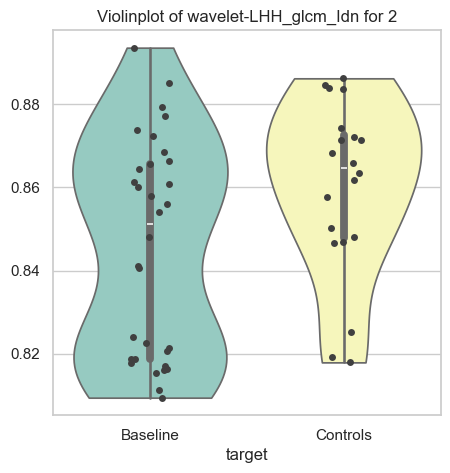 Violinplot of wavelet-LHH_glcm_Idn for 2
0.88
0.86
0.84
0.82
Baseline
Controls
target